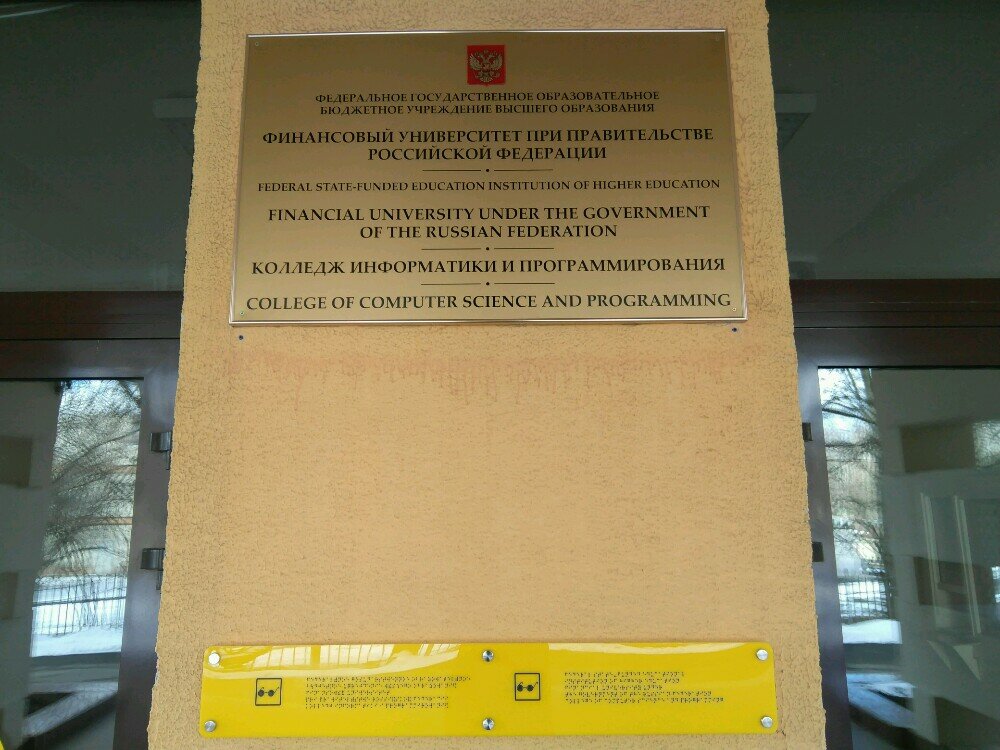 ФЕДЕРАЛЬНОЕ ГОСУДАРСТВЕННОЕ ОБРАЗОВАТЕЛЬНОЕ
БЮДЖЕТНОЕ УЧРЕЖДЕНИЕ ВЫСШЕГО ОБРАЗОВАНИЯ
ФИНАНСОВЫЙ УНИВЕРСИТЕТ ПРИ ПРАВИТЕЛЬСТВЕ
РОССИЙСКОЙ ФЕДЕРАЦИИ
FEDERAL STATE-FUNDED EDUCATION INSTITUTION OF HIGHER EDUCATION
FINANCIAL UNIVERSITY UNDER THE GOVERNMENT
OF THE RUSSIAN FEDERATION
КОЛЛЕДЖ ИНФОРМАТИКИ И ПРОГРАММИРОВАНИЯ
COLLEGE OF COMPUTER SCIENCE AND PROGRAMMING